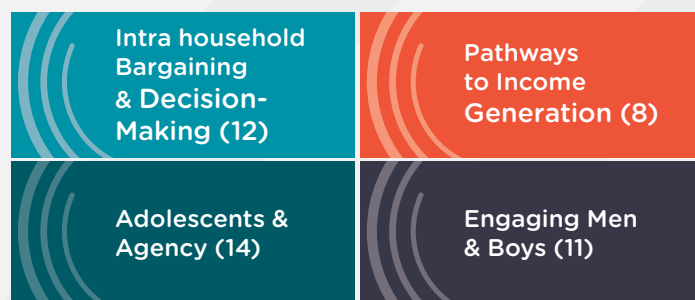 Intra household
Bargaining
& Decision-
Making (12)
Pathways
to Income
Generation (8)
Adolescents &
Agency (14)
Engaging Men
& Boys (11)